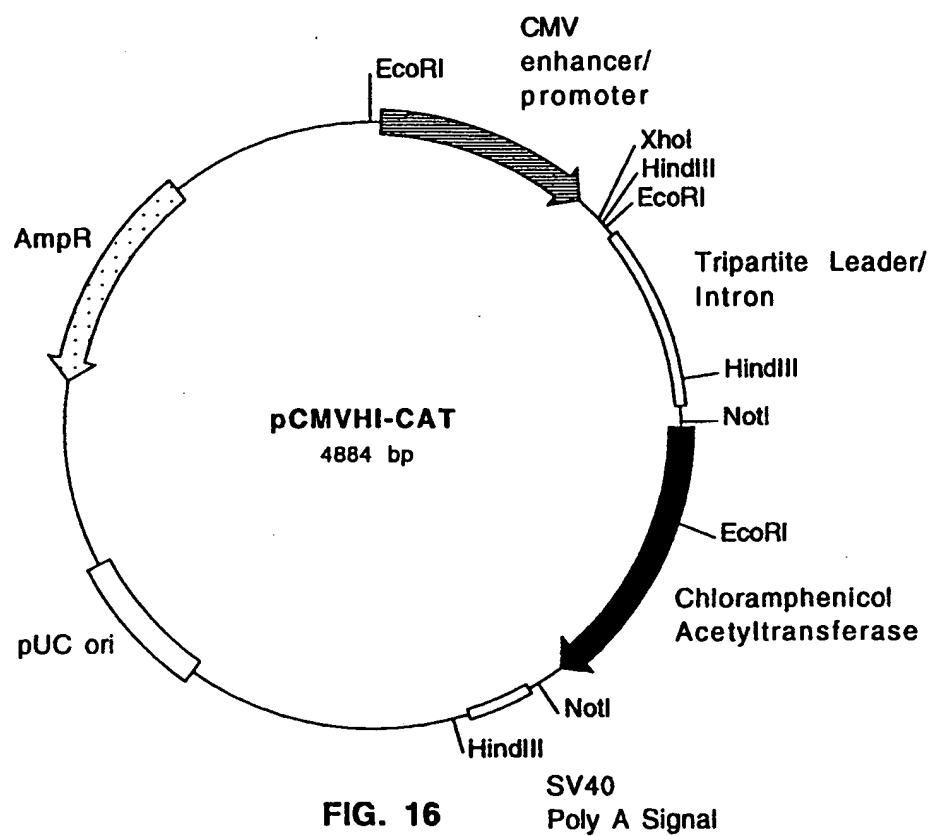 CMV
enhancer/
promoter
EcoRI
XhoI
HindIII
EcoRI
AmpR
Tripartite Leader/
Intron
HindIII
NotI
pCMVHI-CAT
4884 bp
EcoRI
Chloramphenicol
Acetyltransferase
pUC ori
NotI
HindIII
SV40
Poly A Signal
FIG. 16